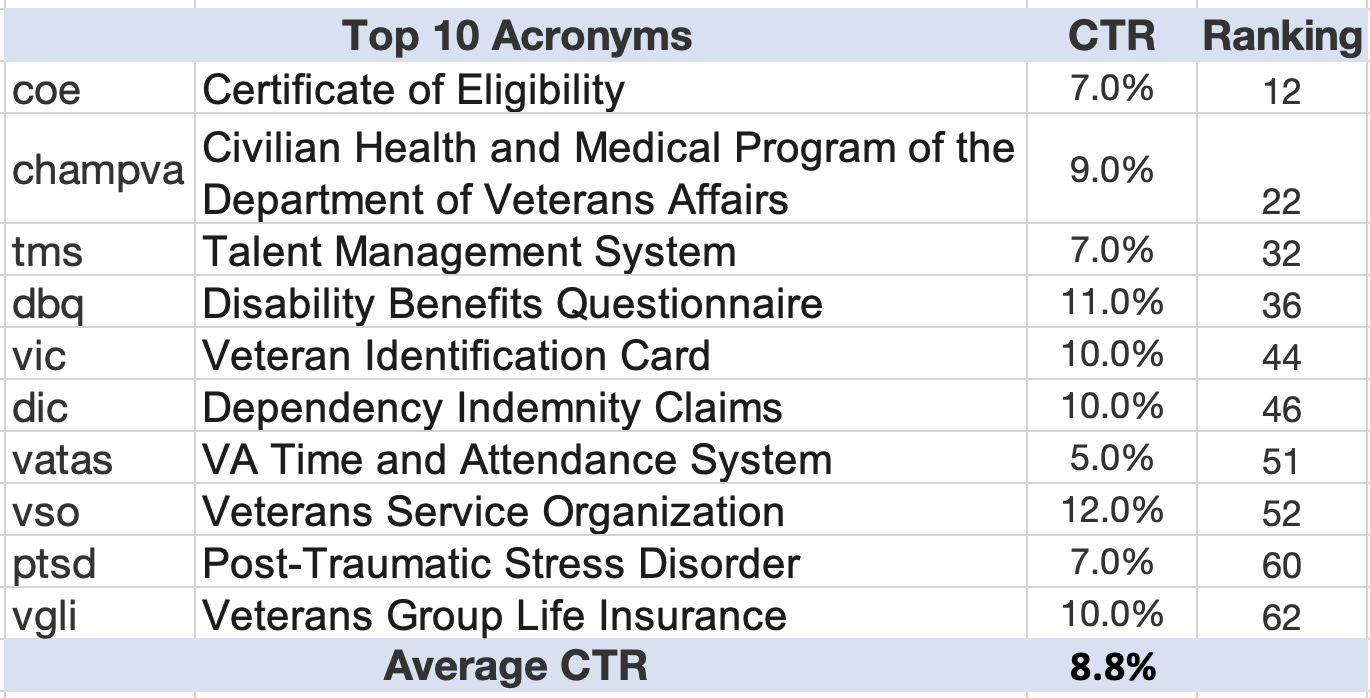 Top 10 Acronyms CTR Ranking
coe Certificate of Eligibility 7.0% 12
champva Civilian Health and Medical Program of the
Department of Veterans Affairs 9.0% 22
tms Talent Management System 7.0% 32
dbq Disability Benefits Questionnaire 11.0% 36
vic Veteran Identification Card 10.0% 44
dic Dependency Indemnity Claims 10.0% 46
vatas VA Time and Attendance System 5.0% 51
vso Veterans Service Organization 12.0% 52
ptsd Post-Traumatic Stress Disorder 7.0% 60
vgli Veterans Group Life Insurance 10.0% 62
Average CTR 8.8%